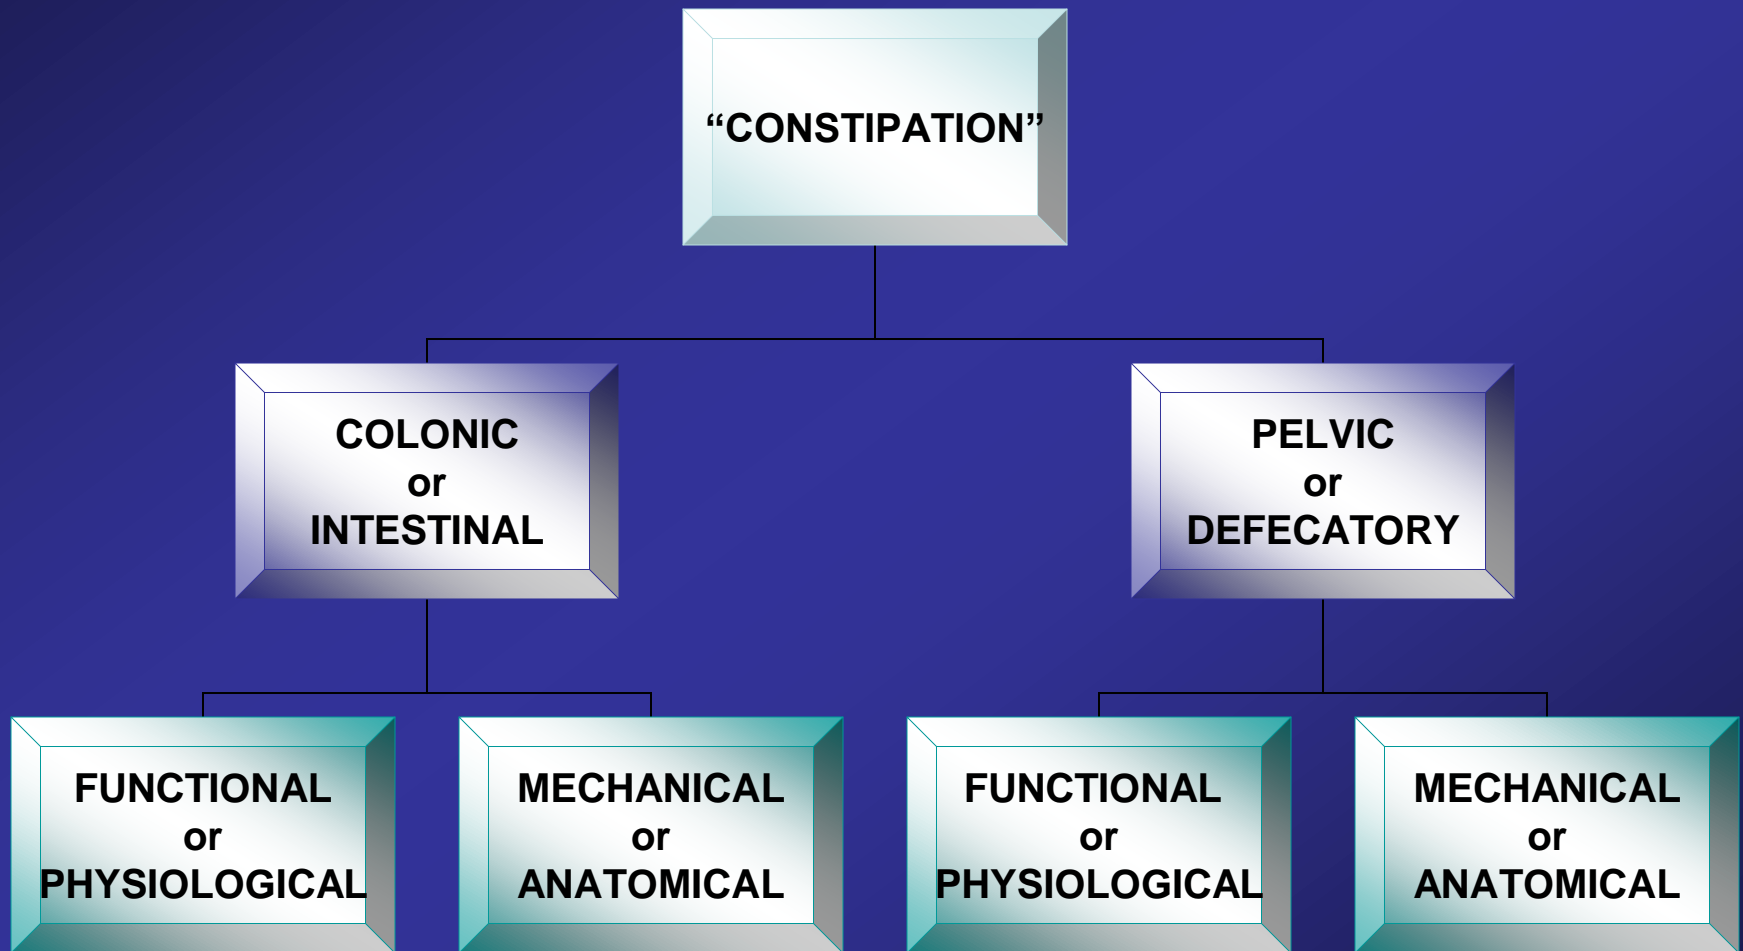 “CONSTIPATION”
COLONIC
or
INTESTINAL
PELVIC
or
DEFECATORY
FUNCTIONAL
or
PHYSIOLOGICAL
MECHANICAL
or
ANATOMICAL
FUNCTIONAL
or
PHYSIOLOGICAL
MECHANICAL
or
ANATOMICAL